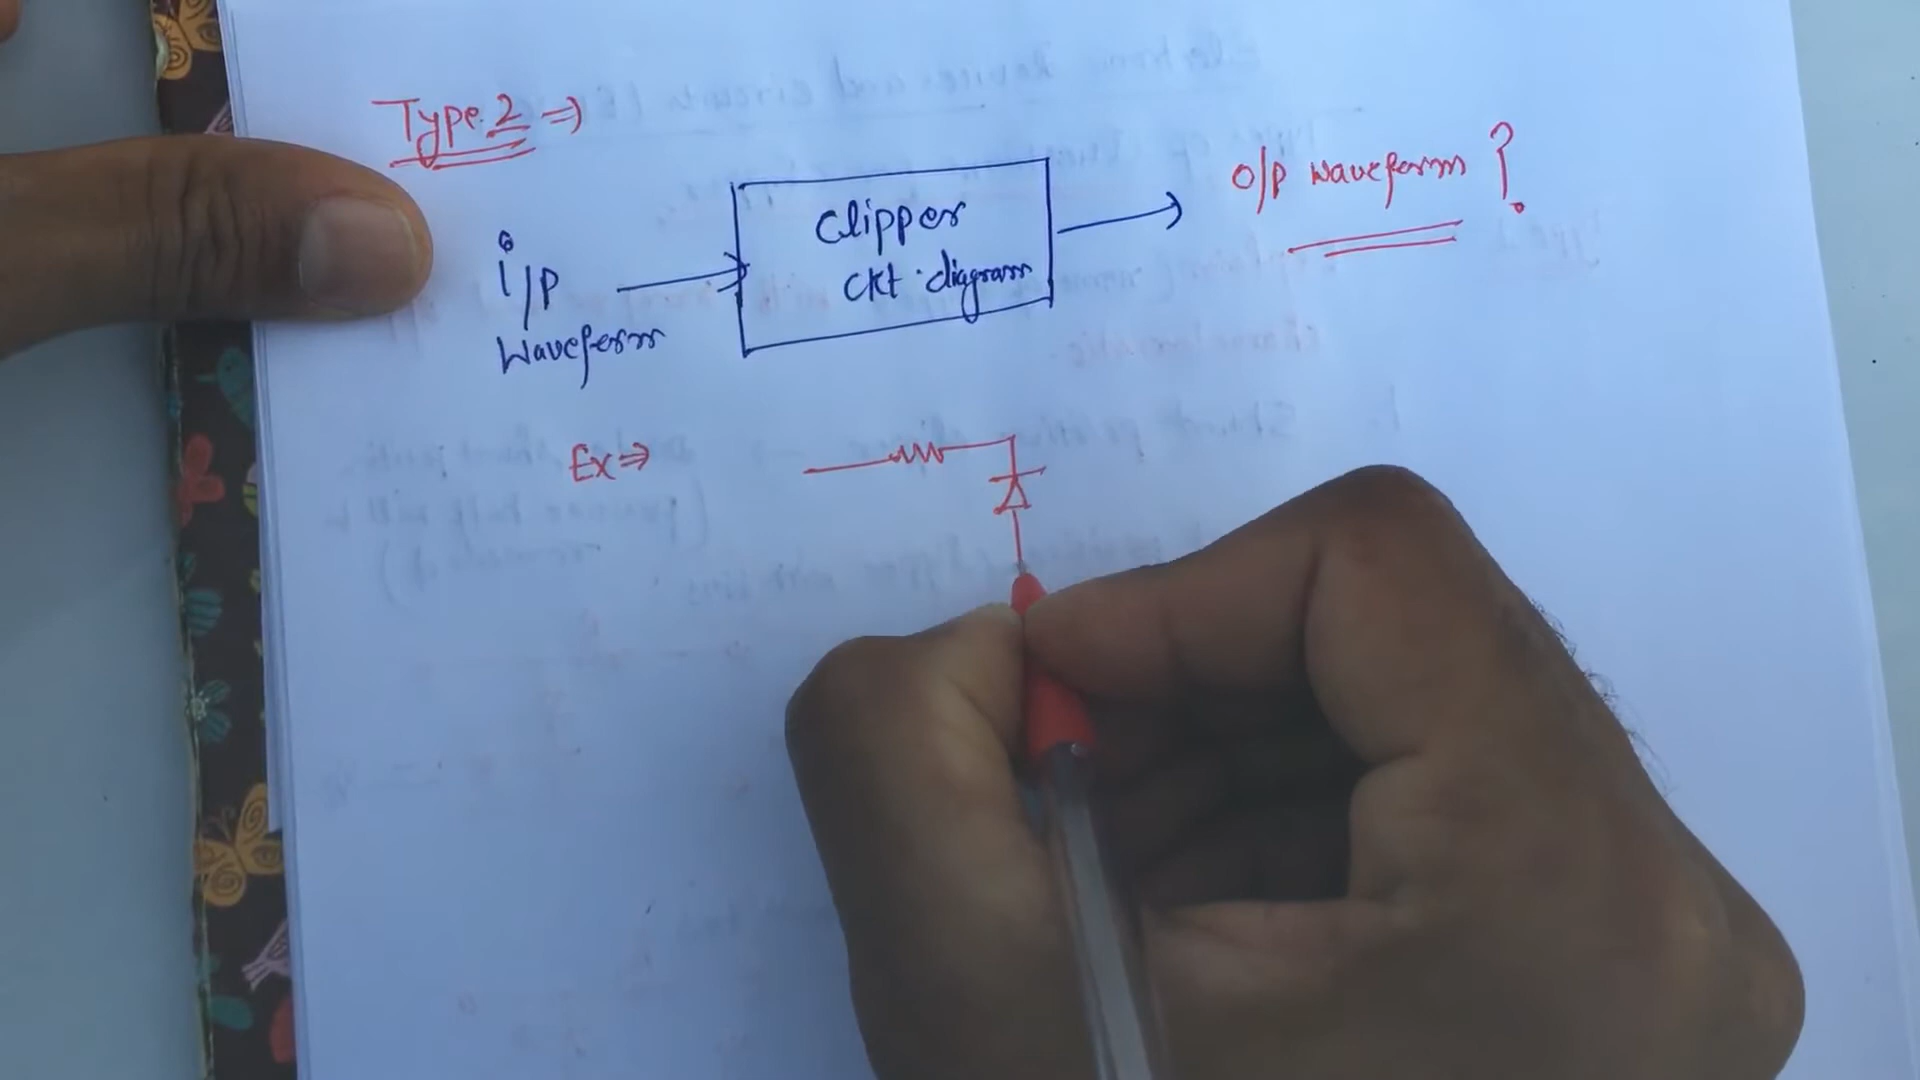 Type.2 ⇒
i/p
Waveform
Clipper
ckt.diagram
O/P waveform ?
Ex ⇒